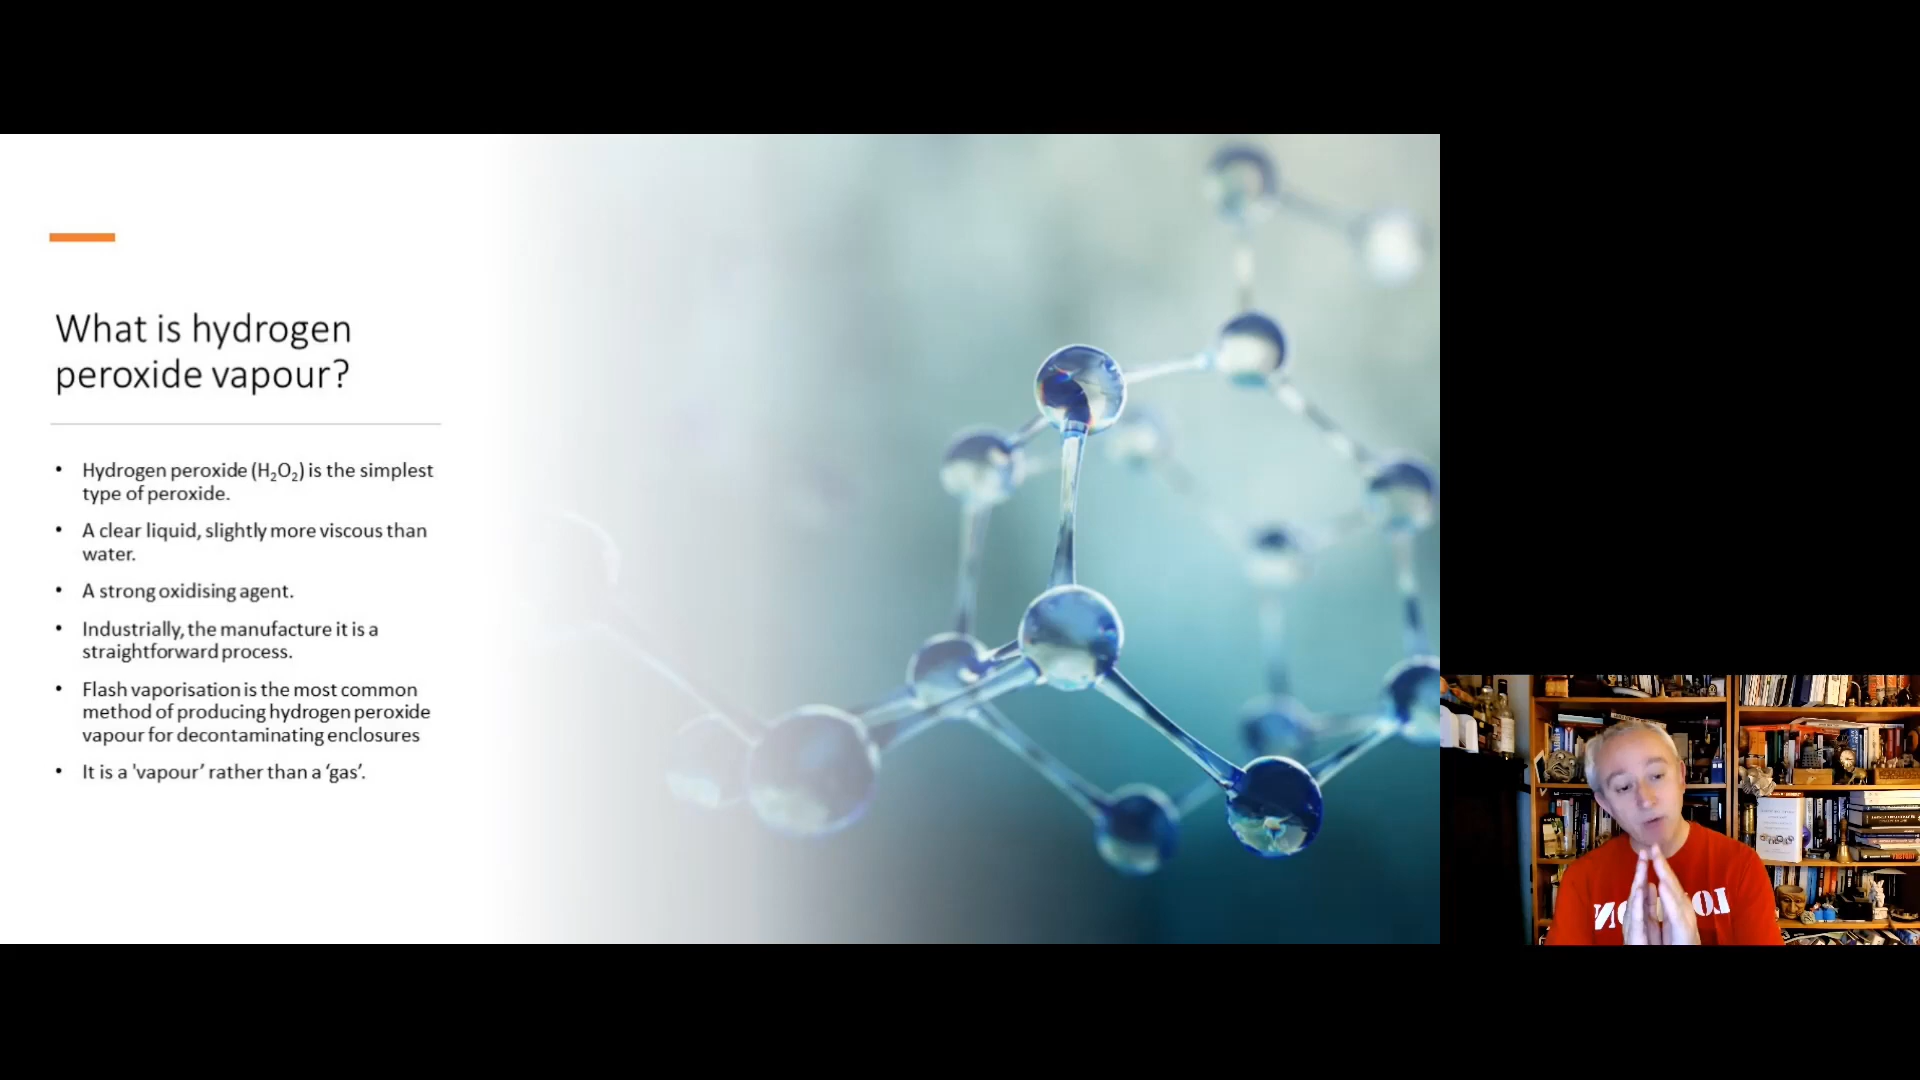 What is hydrogen
peroxide vapour?
• Hydrogen peroxide (H₂O₂) is the simplest
type of peroxide.
• A clear liquid, slightly more viscous than
water.
• A strong oxidising agent.
• Industrially, the manufacture it is a
straightforward process.
• Flash vaporisation is the most common
method of producing hydrogen peroxide
vapour for decontaminating enclosures
• It is a 'vapour’ rather than a ‘gas’.